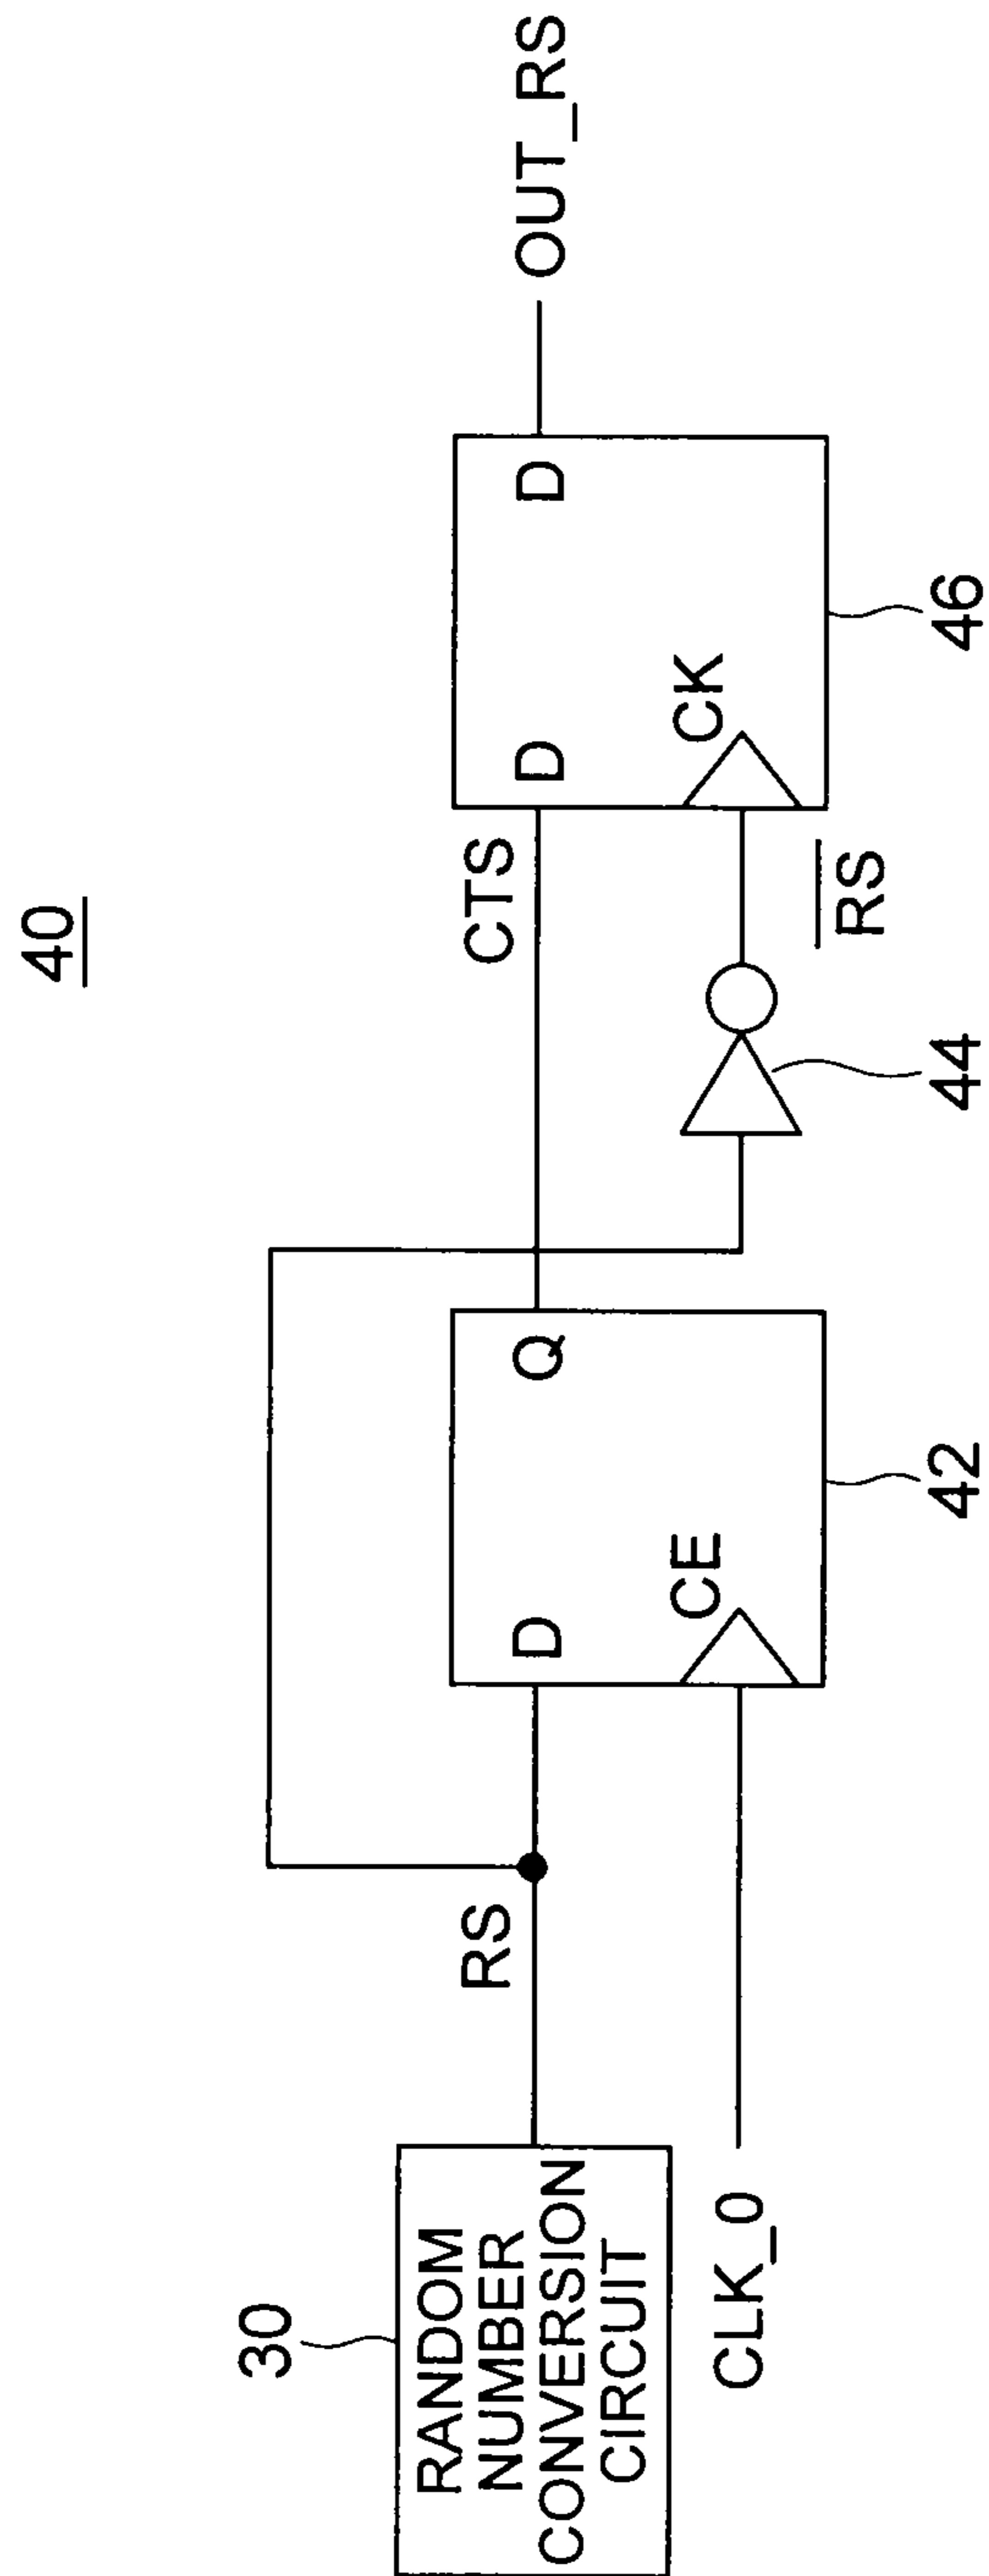 40
30
RANDOM
NUMBER
CONVERSION
CIRCUIT
RS
CLK_0
D
Q
CE
42
44
CTS
RS
D
D
CK
46
OUT_RS